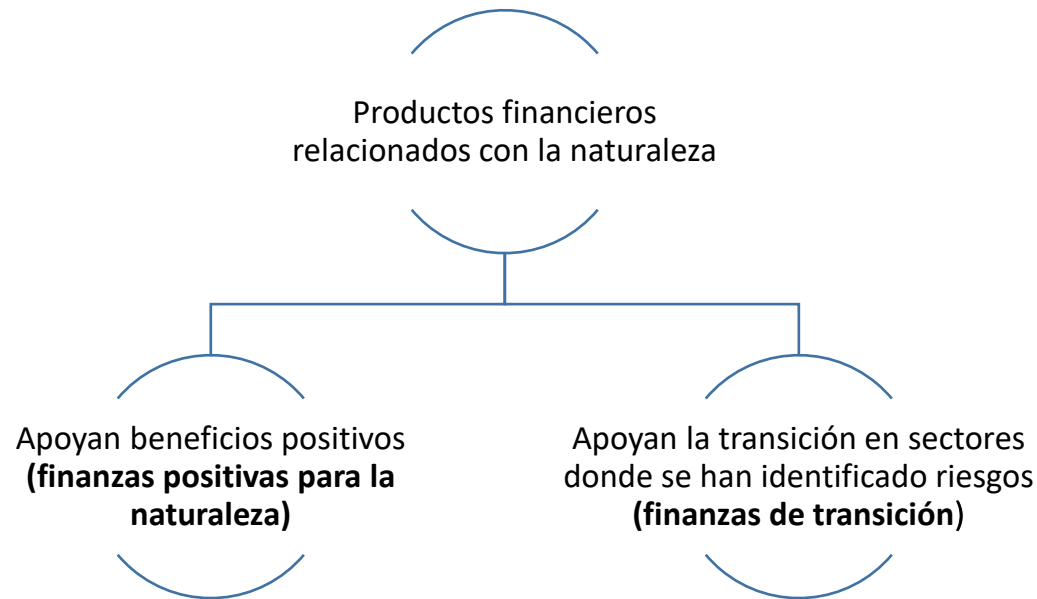 Productos financieros
relacionados con la naturaleza
Apoyan beneficios positivos
(finanzas positivas para la
naturaleza)
Apoyan la transición en sectores
donde se han identificado riesgos
(finanzas de transición)